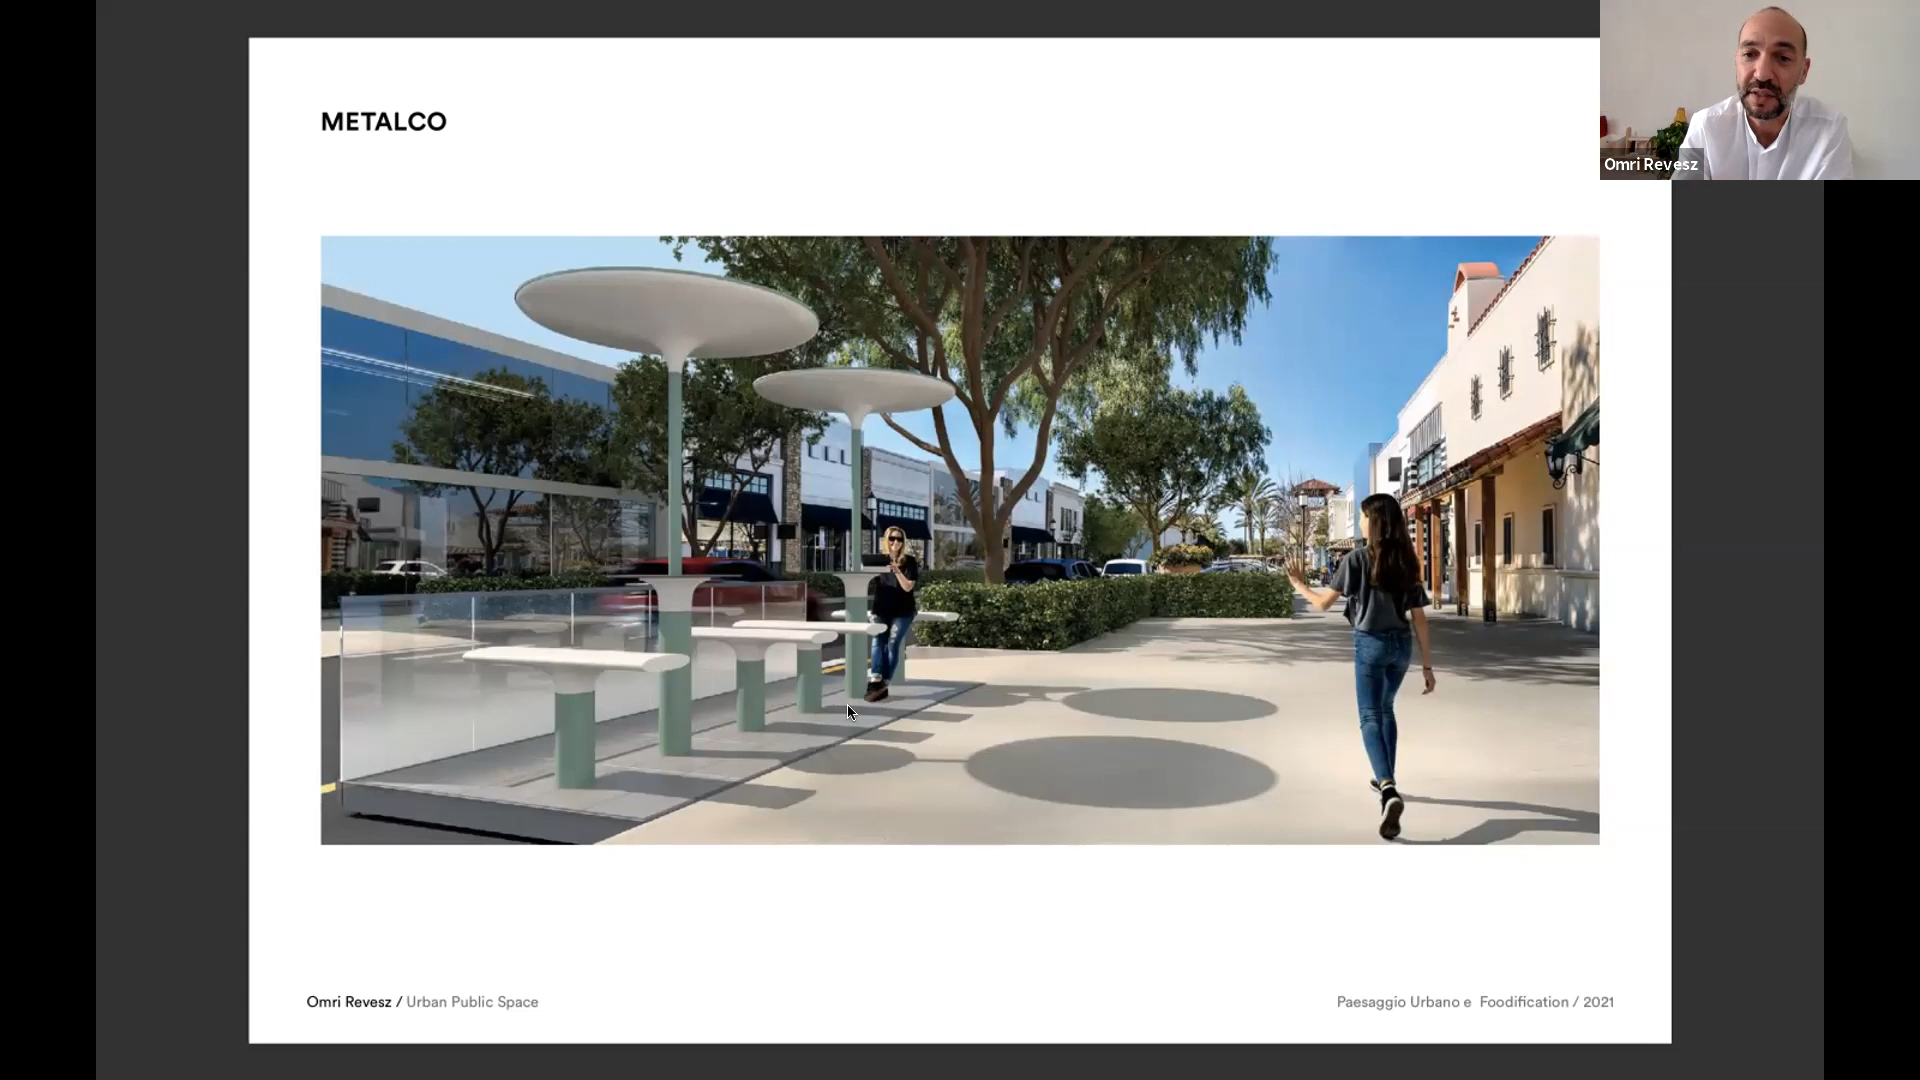 METALCO
Omri Revesz
Omri Revesz / Urban Public Space
Paesaggio Urbano e Foodification / 2021